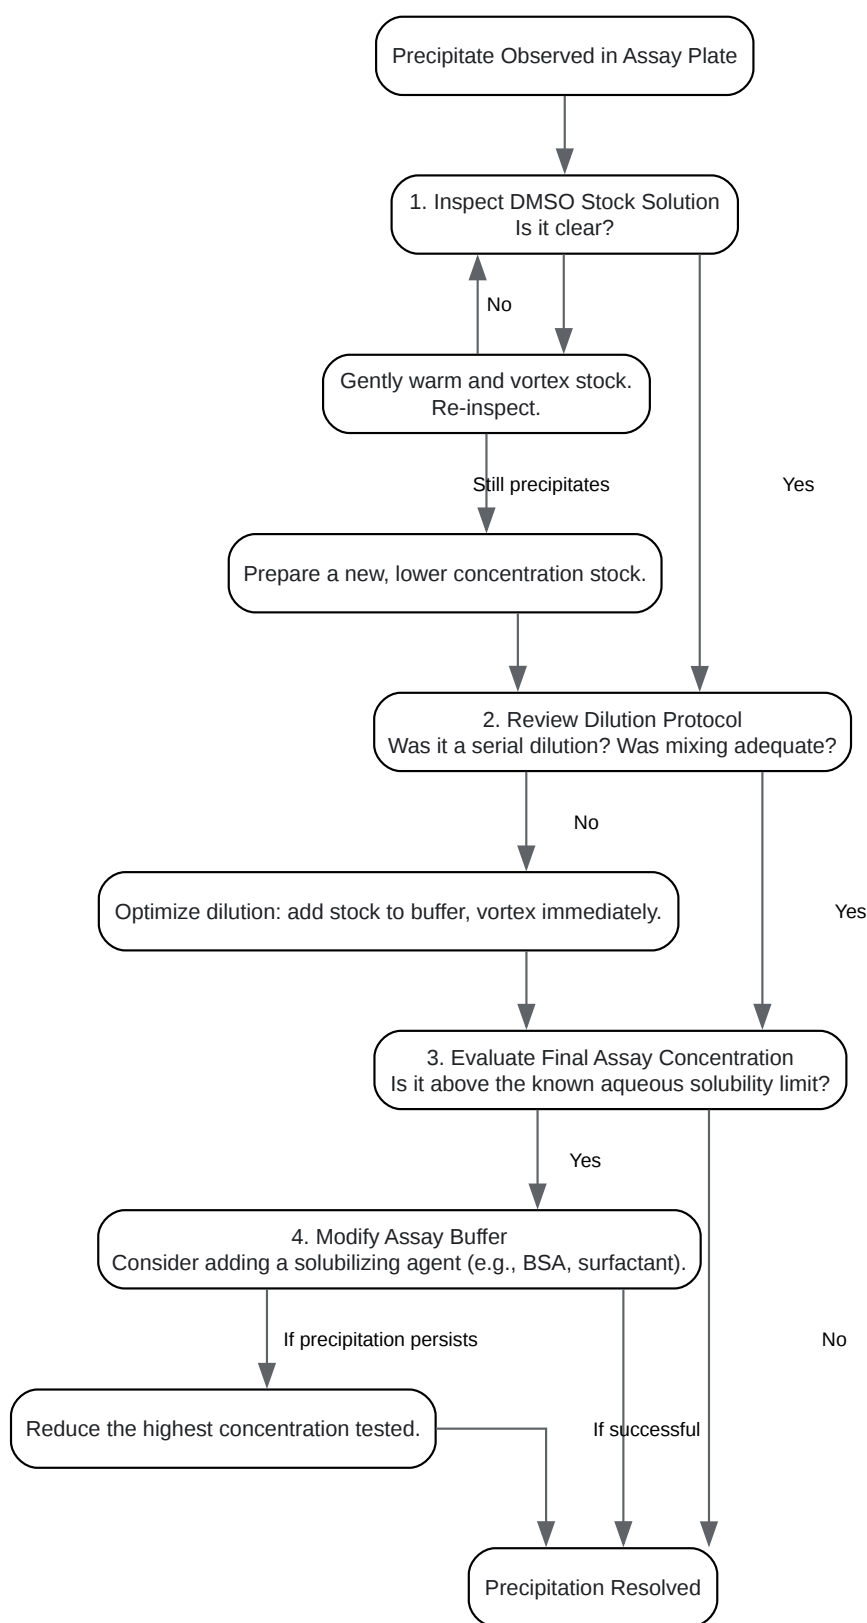 Precipitate Observed in Assay Plate
1. Inspect DMSO Stock Solution
Is it clear?
No
Gently warm and vortex stock.
Re-inspect.
Still precipitates
Yes
Prepare a new, lower concentration stock.
2. Review Dilution Protocol
Was it a serial dilution? Was mixing adequate?
No
Optimize dilution: add stock to buffer, vortex immediately.
Yes
3. Evaluate Final Assay Concentration
Is it above the known aqueous solubility limit?
Yes
4. Modify Assay Buffer
Consider adding a solubilizing agent (e.g., BSA, surfactant).
If precipitation persists
No
Reduce the highest concentration tested.
If successful
Precipitation Resolved